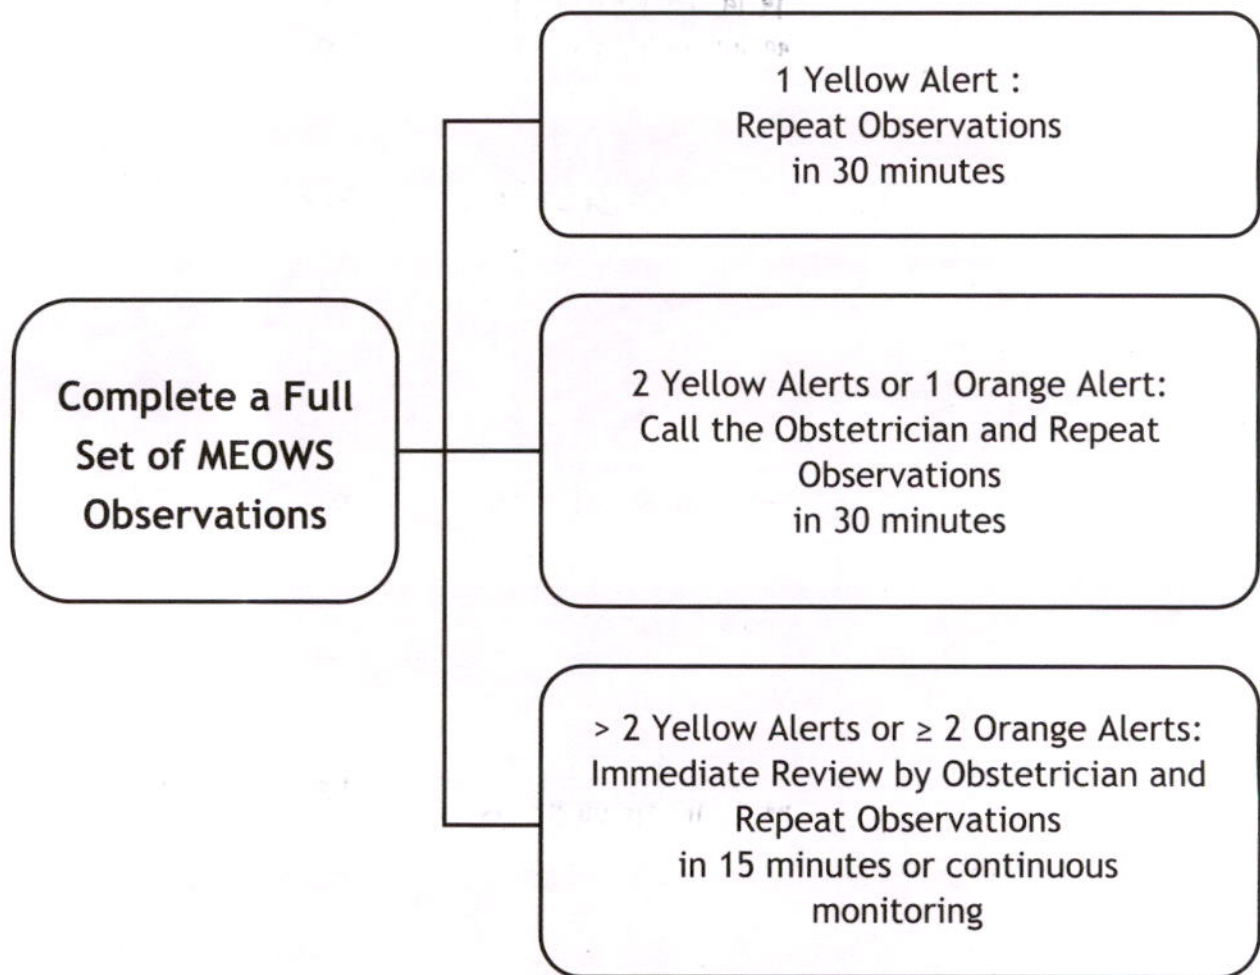 Complete a Full
Set of MEOWS
Observations
1 Yellow Alert :
Repeat Observations
in 30 minutes
2 Yellow Alerts or 1 Orange Alert:
Call the Obstetrician and Repeat
Observations
in 30 minutes
> 2 Yellow Alerts or ≥ 2 Orange Alerts:
Immediate Review by Obstetrician and
Repeat Observations
in 15 minutes or continuous
monitoring